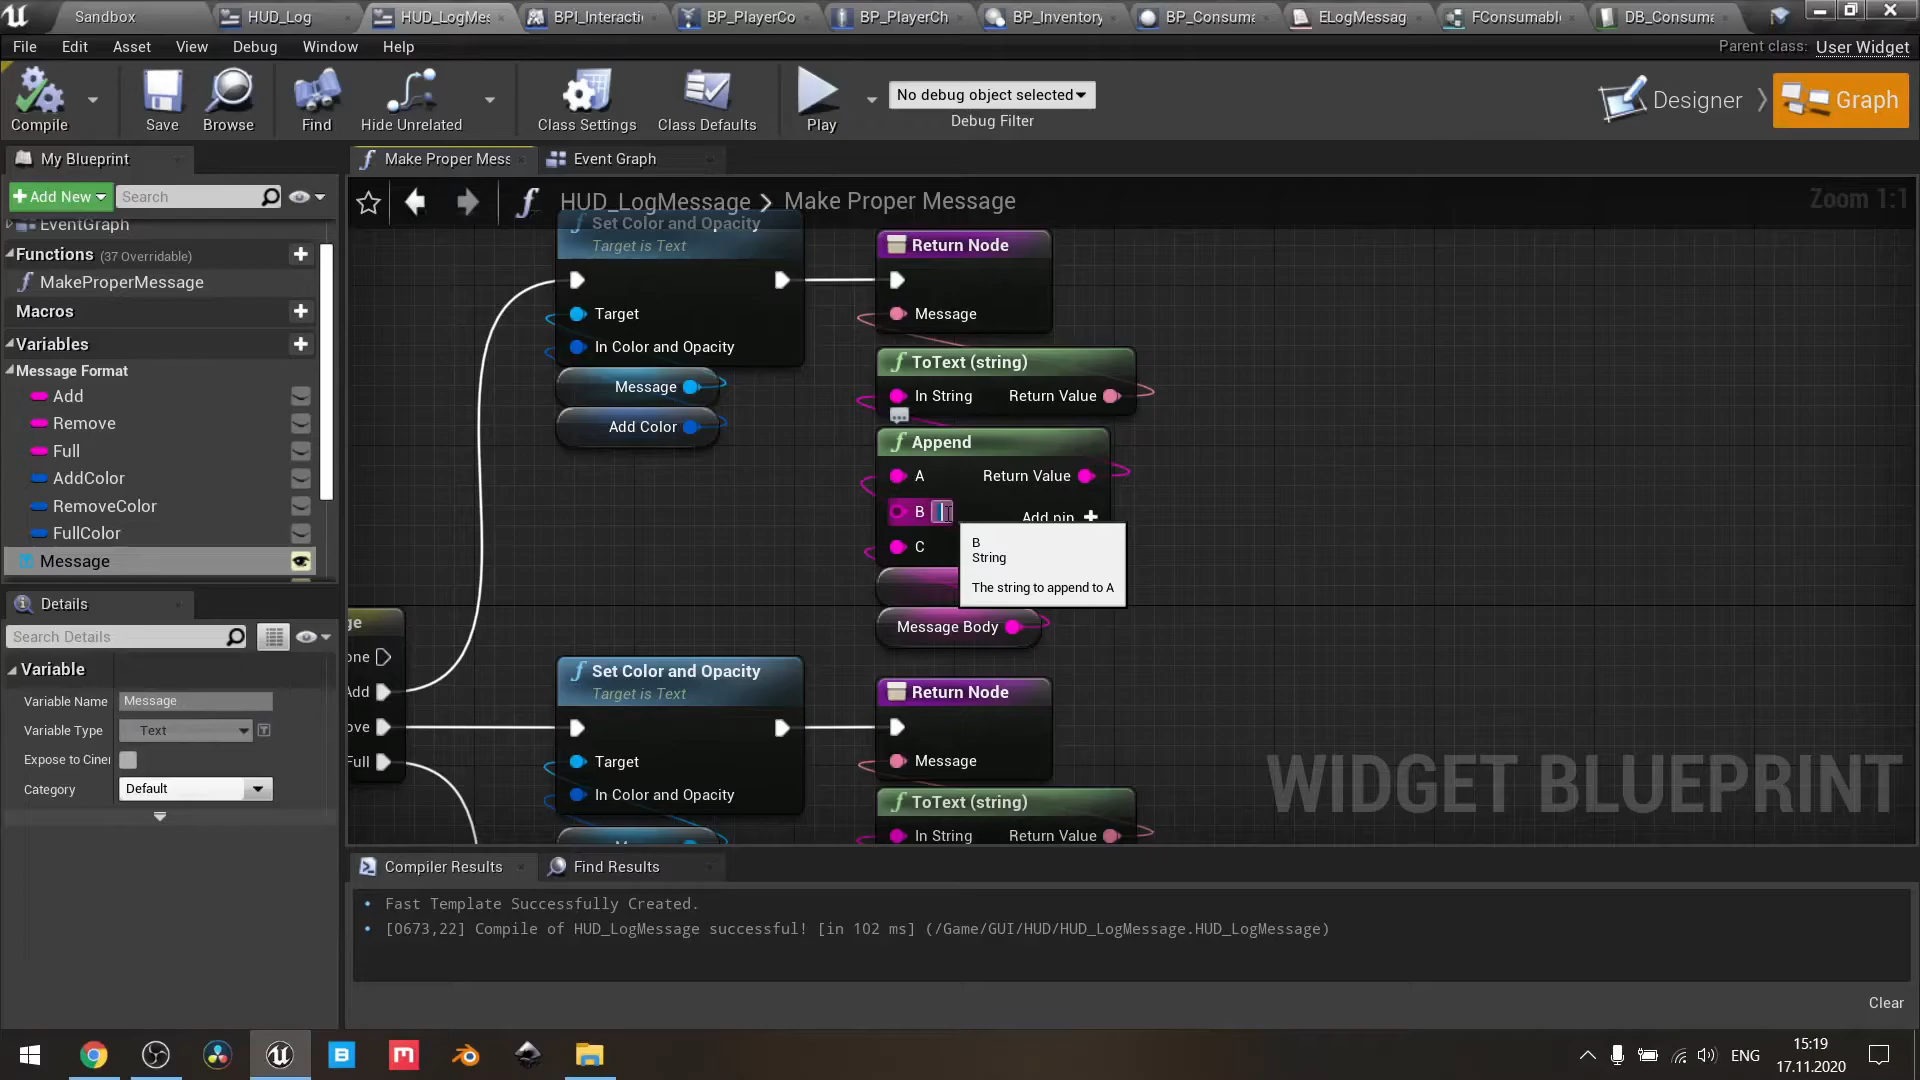 Sandbox
HUD_Log
HUD_LogMes
BPI_Interacti
BP_PlayerCo
BP_PlayerCh
BP_Inventory
BP_Consum
ELogMessag
FConsumabl
DB_Consum
File Edit Asset View Debug Window Help
Parent class: User Widget
Compile
Save
Browse
Find
Hide Unrelated
Class Settings
Class Defaults
Play
No debug object selected
Debug Filter
Designer
Graph
My Blueprint
Make Proper Mess
Event Graph
Add New
Search
HUD_LogMessage > Make Proper Message
Zoom 1:1
EventGraph
Functions (37 Overridable)
MakeProperMessage
Macros
Variables
Message Format
Add
Remove
Full
AddColor
RemoveColor
FullColor
Message
Details
Search Details
Variable
Variable Name Message
Variable Type Text
Expose to Ciner
Category Default
Set Color and Opacity
Target is Text
Target
In Color and Opacity
Message
Add Color
Return Node
Message
ToText (string)
In String Return Value
Append
A Return Value
B Add pin
C
B
String
The string to append to A
Message Body
ge
one
Add
ove
Full
Set Color and Opacity
Target is Text
Target
In Color and Opacity
Return Node
Message
ToText (string)
In String Return Value
WIDGET BLUEPRINT
Compiler Results
Find Results
Fast Template Successfully Created.
[0673,22] Compile of HUD_LogMessage successful! [in 102 ms] (/Game/GUI/HUD/HUD_LogMessage.HUD_LogMessage)
Clear
ENG
15:19
17.11.2020